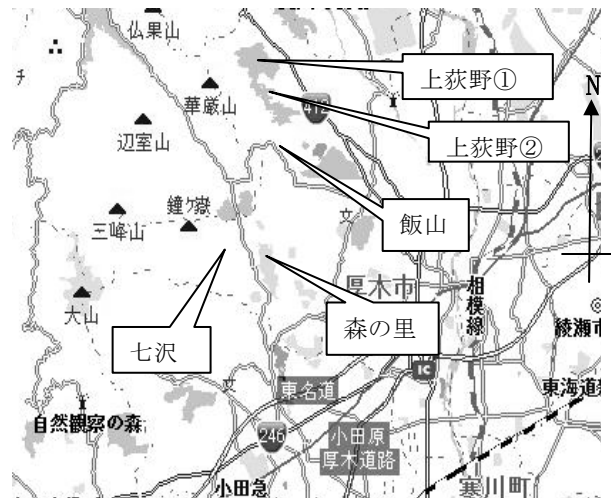 仏果山
上荻野①
N
華厳山
412
辺室山
上荻野②
鐘ヶ嶽
三峰山
文
飯山
厚木市
相模線
大山
七沢
森の里
綾瀬市
IC
文
東名道
東海道新
自然観察の森
246
小田原
厚木道路
小田急
寒川町